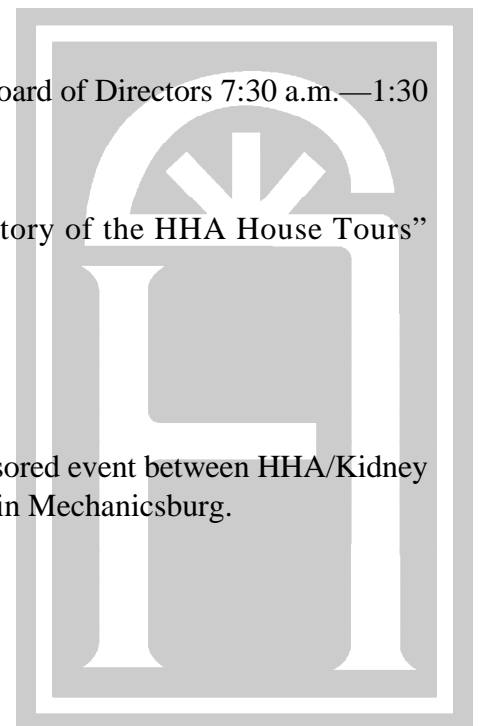 oard of Directors 7:30 a.m.—1:30
tory of the HHA House Tours”
sored event between HHA/Kidney
in Mechanicsburg.